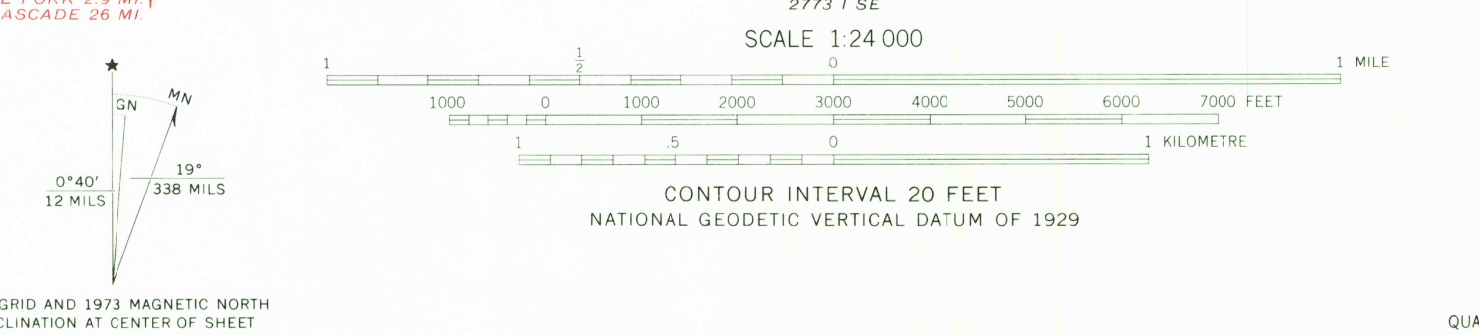 2.9 MI.
ASCADE 26 MI.
2773 I SE
SCALE 1:24 000
1 1/2 0 1 MILE
1000 0 1000 2000 3000 4000 5000 6000 7000 FEET
1 .5 0 1 KILOMETRE
CONTOUR INTERVAL 20 FEET
NATIONAL GEODETIC VERTICAL DATUM OF 1929
★
GN
MN
0°40′
12 MILS
19°
338 MILS
GRID AND 1973 MAGNETIC NORTH
CLINATION AT CENTER OF SHEET
QUA